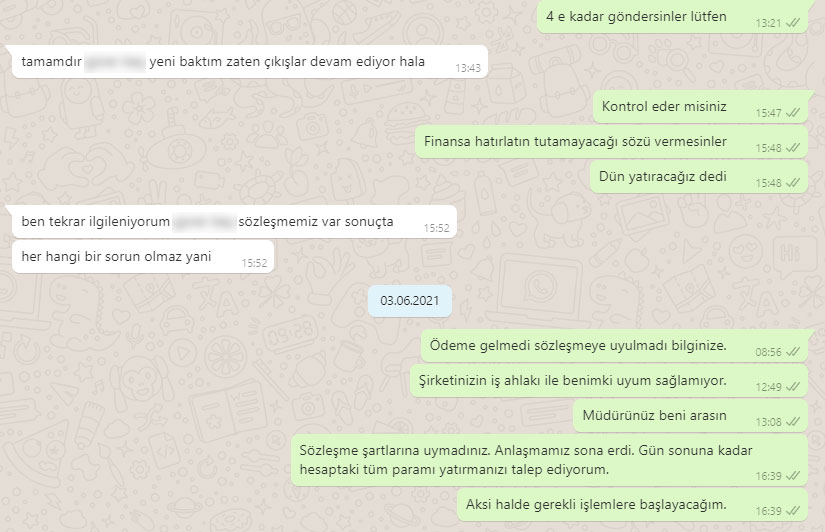 4 e kadar göndersinler lütfen
13:21
tamamdır yeni baktım zaten çıkışlar devam ediyor hala
13:43
Kontrol eder misiniz
15:47
Finansa hatırlatın tutamayacağı sözü vermesinler
15:48
Dün yatıracağız dedi
15:48
ben tekrar ilgileniyorum sözleşmemiz var sonuçta
15:52
her hangi bir sorun olmaz yani
15:52
03.06.2021
Ödeme gelmedi sözleşmeye uyulmadı bilginize.
08:56
Şirketinizin iş ahlakı ile benimki uyum sağlamıyor.
12:49
Müdürünüz beni arasın
13:08
Sözleşme şartlarına uymadınız. Anlaşmamız sona erdi. Gün sonuna kadar
hesaptaki tüm paramı yatırmanızı talep ediyorum.
16:39
Aksi halde gerekli işlemlere başlayacağım.
16:39